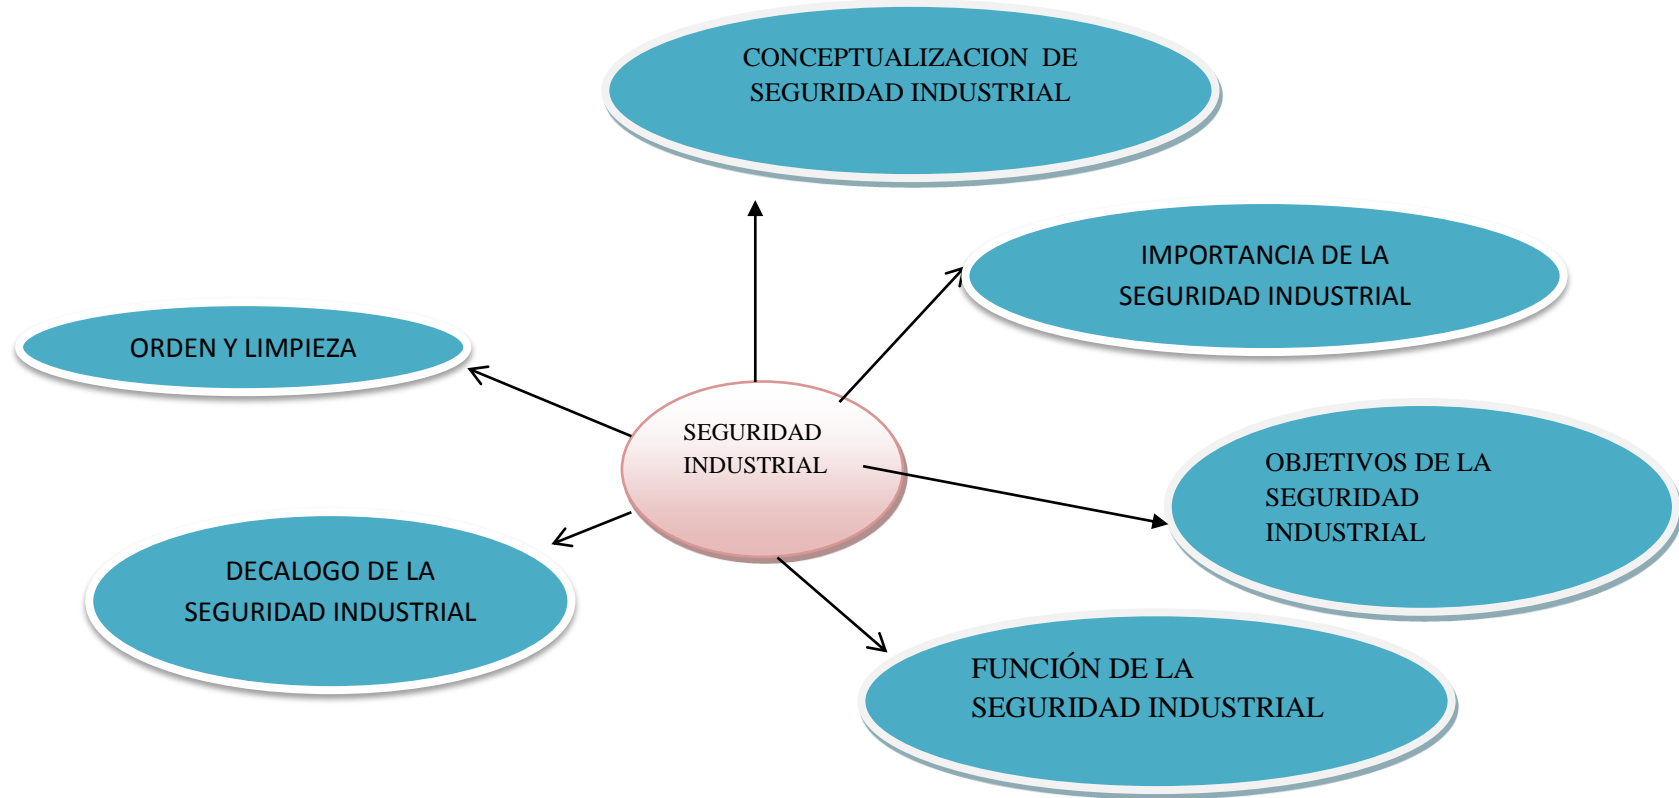 CONCEPTUALIZACION DE
SEGURIDAD INDUSTRIAL
IMPORTANCIA DE LA
SEGURIDAD INDUSTRIAL
ORDEN Y LIMPIEZA
SEGURIDAD
INDUSTRIAL
OBJETIVOS DE LA
SEGURIDAD
INDUSTRIAL
DECALOGO DE LA
SEGURIDAD INDUSTRIAL
FUNCIÓN DE LA
SEGURIDAD INDUSTRIAL